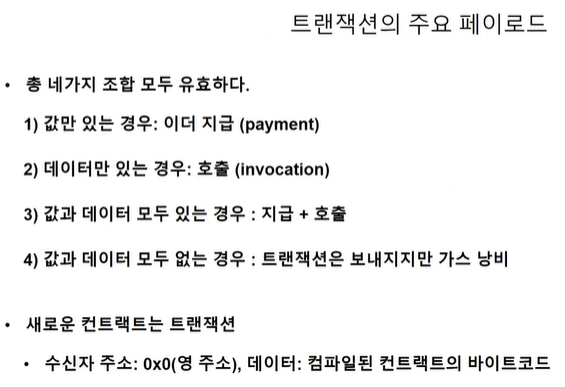 트랜잭션의 주요 페이로드
• 총 네가지 조합 모두 유효하다.
1) 값만 있는 경우: 이더 지급 (payment)
2) 데이터만 있는 경우: 호출 (invocation)
3) 값과 데이터 모두 있는 경우 : 지급 + 호출
4) 값과 데이터 모두 없는 경우 : 트랜잭션은 보내지지만 가스 낭비
• 새로운 컨트랙트는 트랜잭션
• 수신자 주소: 0x0(영 주소), 데이터: 컴파일된 컨트랙트의 바이트코드